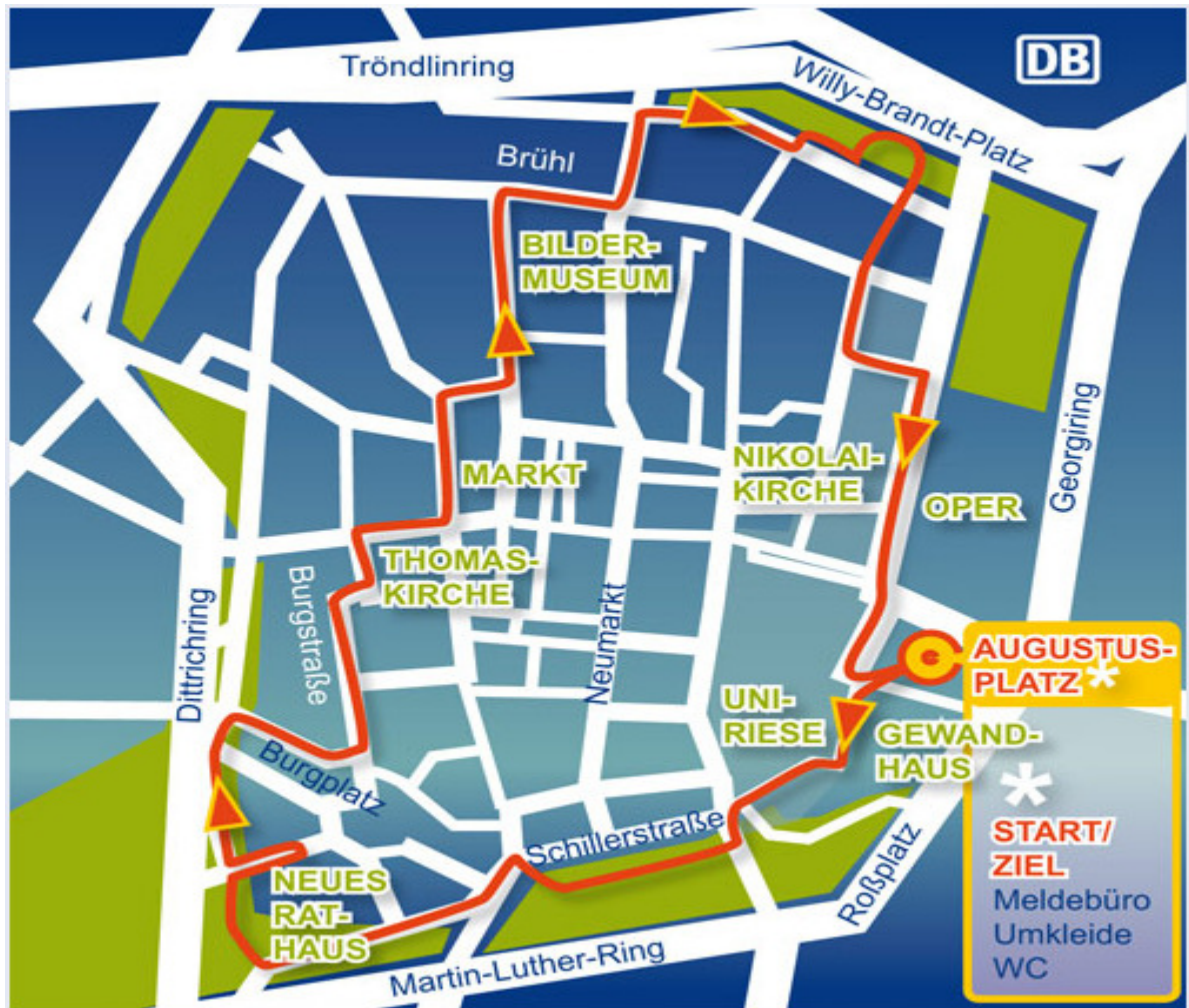 Tröndlinring
DB
Willy-Brandt-Platz
Brühl
BILDER-
MUSEUM
Georgiring
MARKT
NIKOLAI-
KIRCHE
OPER
THOMAS-
KIRCHE
Burgstraße
Dittrichring
Neumarkt
AUGUSTUS-
PLATZ*
UNI-
RIESE
GEWAND-
HAUS
Burgplatz
*
START/
ZIEL
Meldebüro
Umkleide
WC
Schillerstraße
Roßplatz
NEUES
RAT-
HAUS
Martin-Luther-Ring